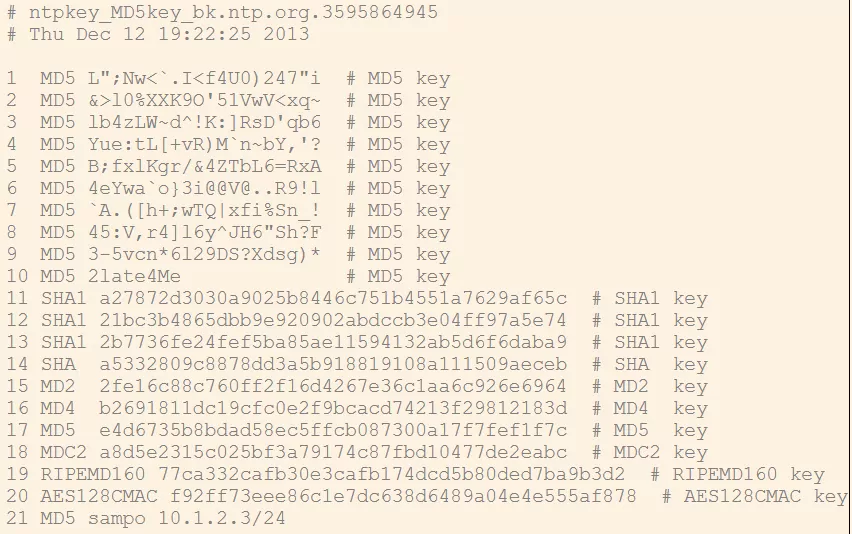 # ntpkey_MD5key_bk.ntp.org.3595864945
# Thu Dec 12 19:22:25 2013
1  MD5 L";Nw<`.I<f4U0)247"i  # MD5 key
2  MD5 &>l0%XXK9O'51VwV<xq~  # MD5 key
3  MD5 lb4zLW~d^!K:]RsD'qb6  # MD5 key
4  MD5 Yue:tL[+vR)M`n~bY,'?  # MD5 key
5  MD5 B;fxlKgr/&4ZTbL6=RxA  # MD5 key
6  MD5 4eYwa`o}3i@@V@..R9!l  # MD5 key
7  MD5 `A.([h+;wTQ|xfi%Sn_!  # MD5 key
8  MD5 45:V,r4]l6y^JH6"Sh?F  # MD5 key
9  MD5 3-5vcn*6l29DS?Xdsg)*  # MD5 key
10 MD5 2late4Me              # MD5 key
11 SHA1 a27872d3030a9025b8446c751b4551a7629af65c  # SHA1 key
12 SHA1 21bc3b4865dbb9e920902abdccb3e04ff97a5e74  # SHA1 key
13 SHA1 2b7736fe24fef5ba85ae11594132ab5d6f6daba9  # SHA1 key
14 SHA  a5332809c8878dd3a5b918819108a111509aeceb  # SHA  key
15 MD2  2fe16c88c760ff2f16d4267e36c1aa6c926e6964  # MD2  key
16 MD4  b2691811dc19cfc0e2f9bcacd74213f29812183d  # MD4  key
17 MD5  e4d6735b8bdad58ec5ffcb087300a17f7fef1f7c  # MD5  key
18 MDC2 a8d5e2315c025bf3a79174c87fbd10477de2eabc  # MDC2 key
19 RIPEMD160 77ca332cafb30e3cafb174dcd5b80ded7ba9b3d2  # RIPEMD160 key
20 AES128CMAC f92ff73eee86c1e7dc638d6489a04e4e555af878  # AES128CMAC key
21 MD5 sampo 10.1.2.3/24